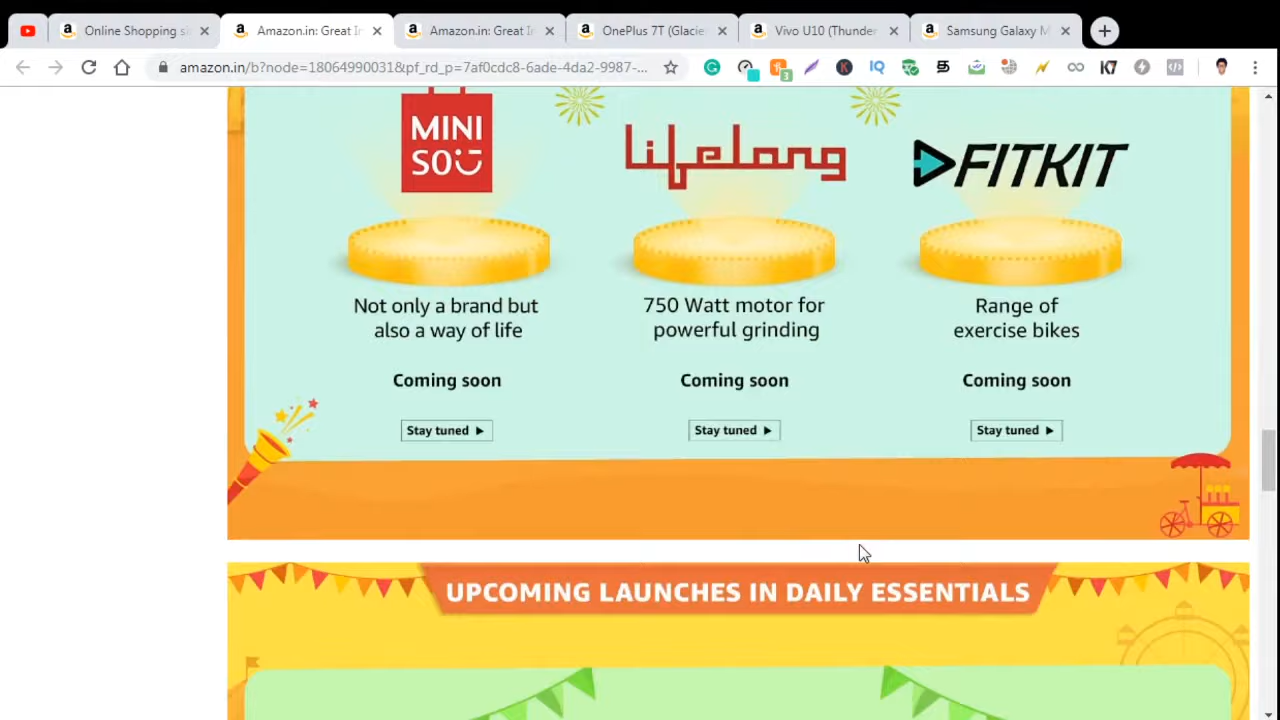 Online Shopping si
Amazon.in: Great In
Amazon.in: Great In
OnePlus 7T (Glacie
Vivo U10 (Thunder
Samsung Galaxy M
amazon.in/b?node=18064990031&pf_rd_p=7af0cdc8-6ade-4da2-9987-...
MINI
SO
lifelong
FITKIT
Not only a brand but
also a way of life
750 Watt motor for
powerful grinding
Range of
exercise bikes
Coming soon
Coming soon
Coming soon
Stay tuned
Stay tuned
Stay tuned
UPCOMING LAUNCHES IN DAILY ESSENTIALS